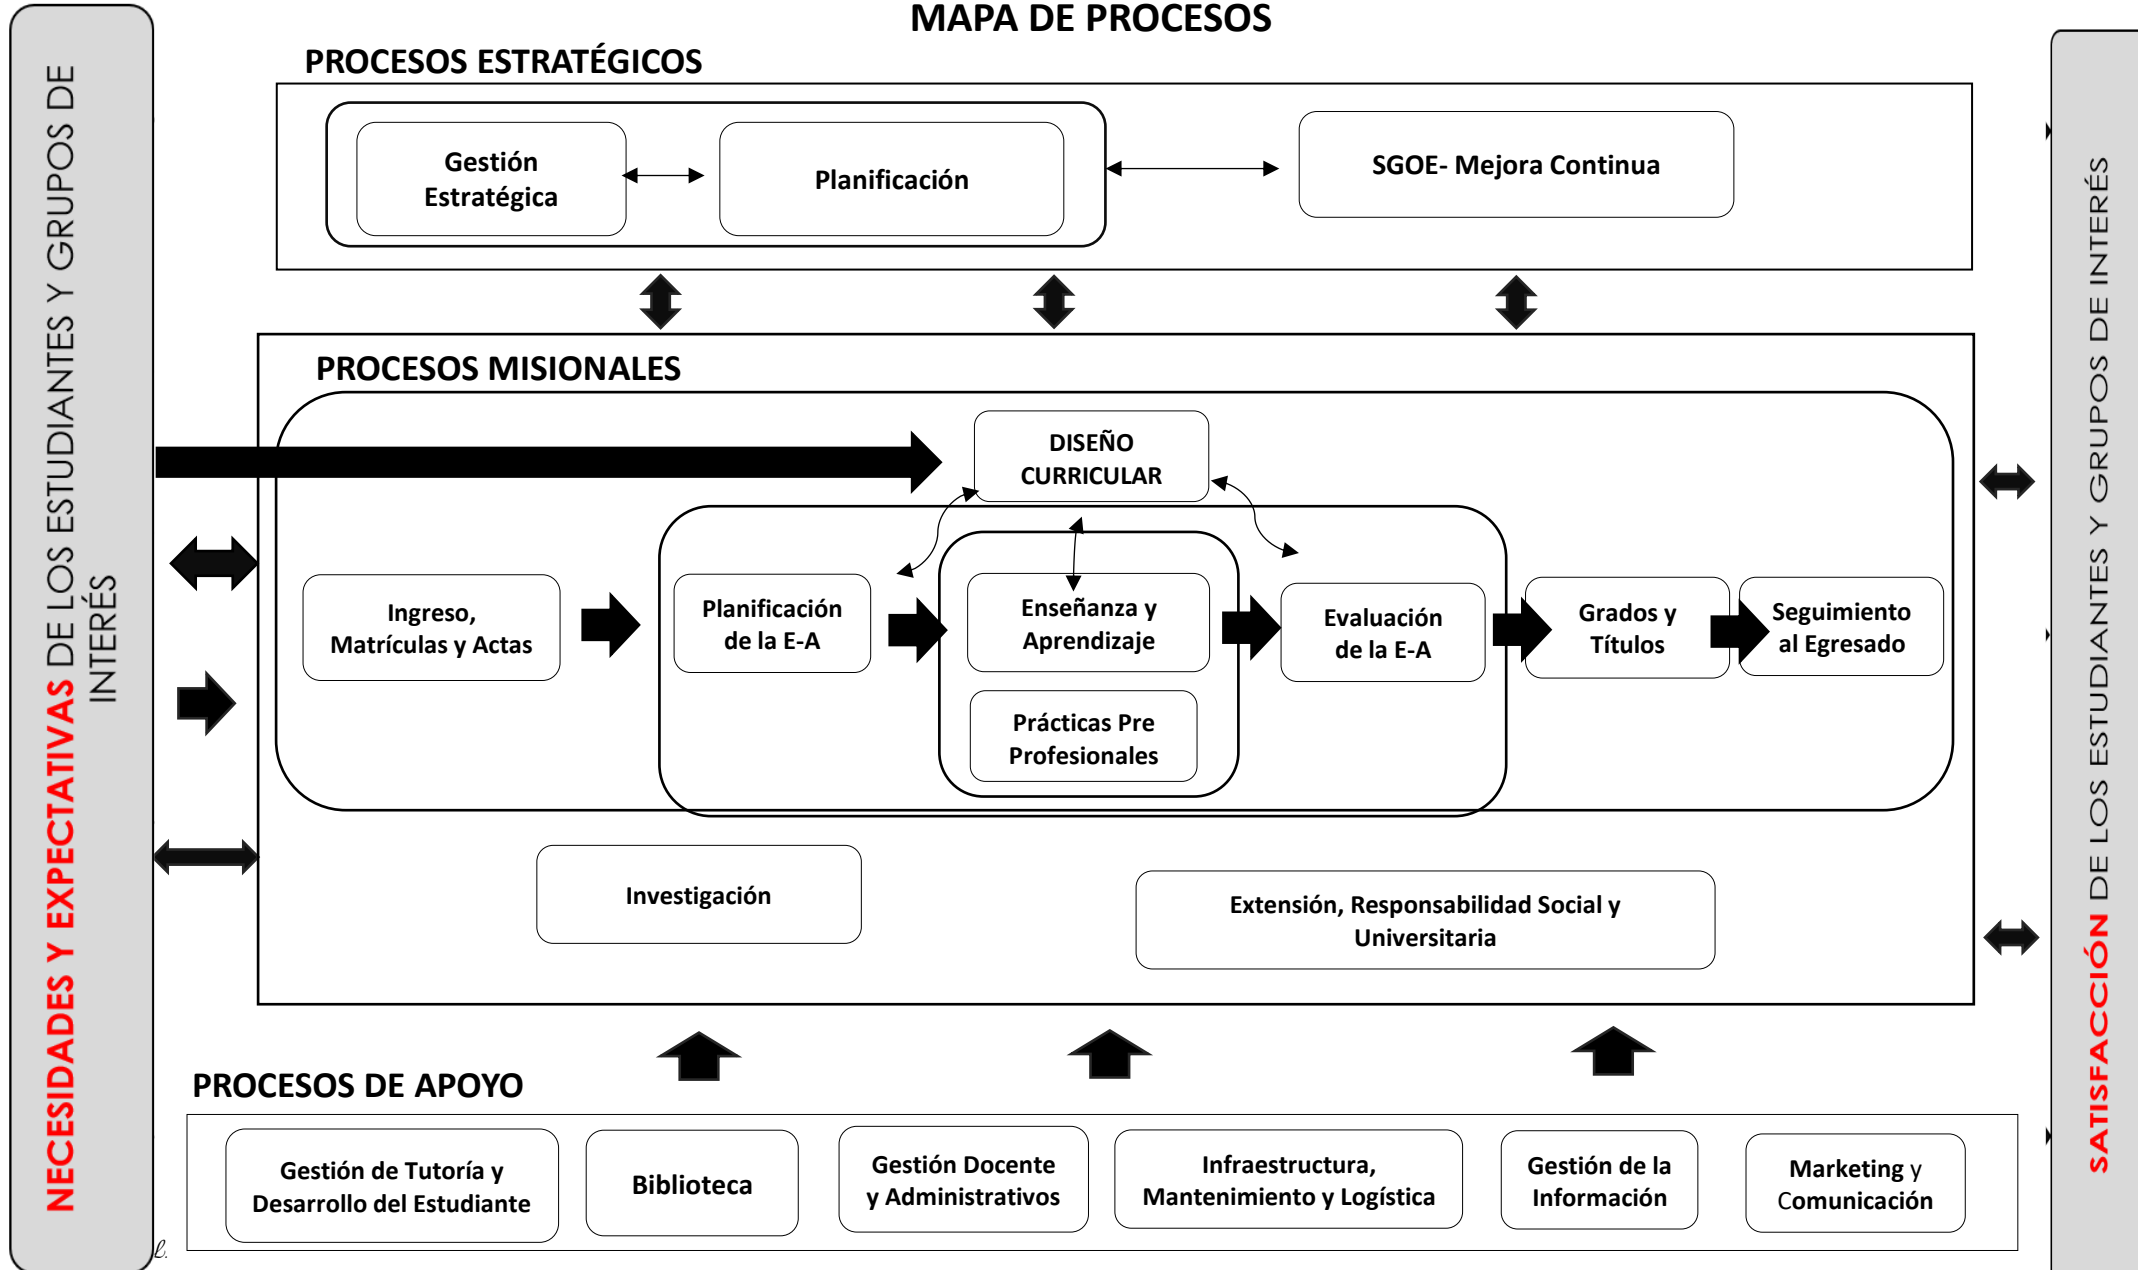 MAPA DE PROCESOS
NECESIDADES Y EXPECTATIVAS DE LOS ESTUDIANTES Y GRUPOS DE
INTERÉS
PROCESOS ESTRATÉGICOS
Gestión
Estratégica
Planificación
SGOE- Mejora Continua
PROCESOS MISIONALES
DISEÑO
CURRICULAR
Ingreso,
Matrículas y Actas
Planificación
de la E-A
Enseñanza y
Aprendizaje
Prácticas Pre
Profesionales
Evaluación
de la E-A
Grados y
Títulos
Seguimiento
al Egresado
Investigación
Extensión, Responsabilidad Social y
Universitaria
PROCESOS DE APOYO
Gestión de Tutoría y
Desarrollo del Estudiante
Biblioteca
Gestión Docente
y Administrativos
Infraestructura,
Mantenimiento y Logística
Gestión de la
Información
Marketing y
Comunicación
SATISFACCIÓN DE LOS ESTUDIANTES Y GRUPOS DE INTERÉS